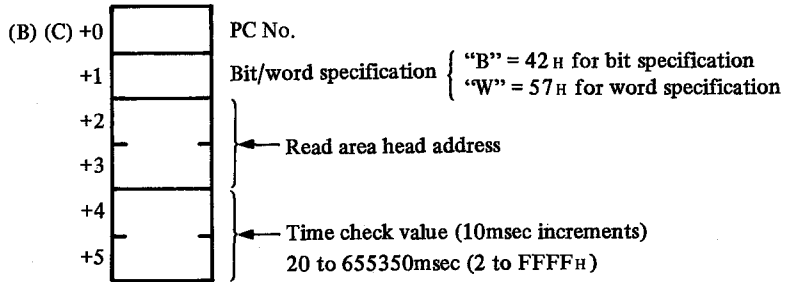 (B) (C) +0 PC No.
+1 Bit/word specification { “B” = 42 H for bit specification
“W” = 57 H for word specification
+2
Read area head address
+3
+4
Time check value (10msec increments)
+5 20 to 655350msec (2 to FFFF H )